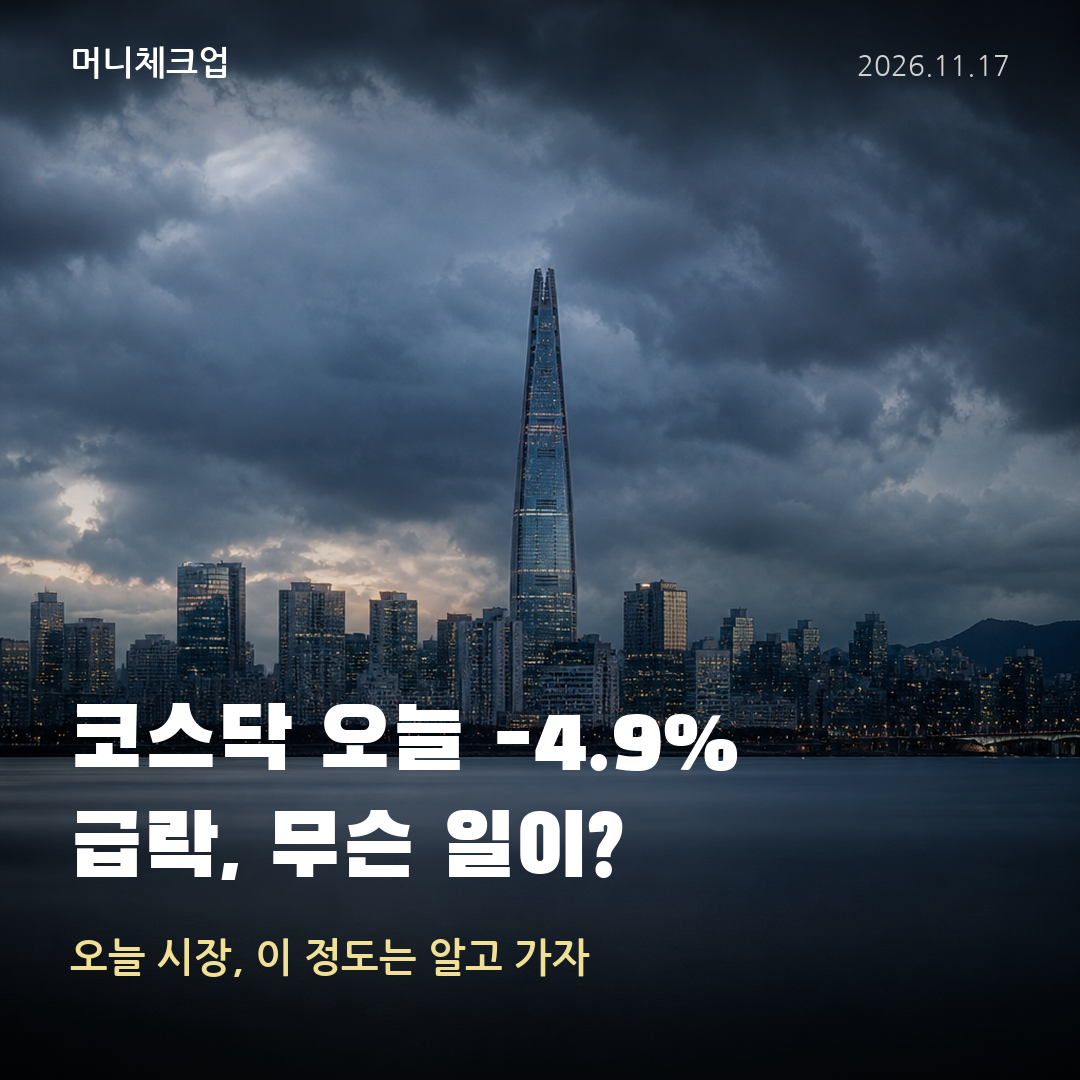 머니체크업
2026.11.17
코스닥 오늘 -4.9%
급락, 무슨 일이?
오늘 시장, 이 정도는 알고 가자